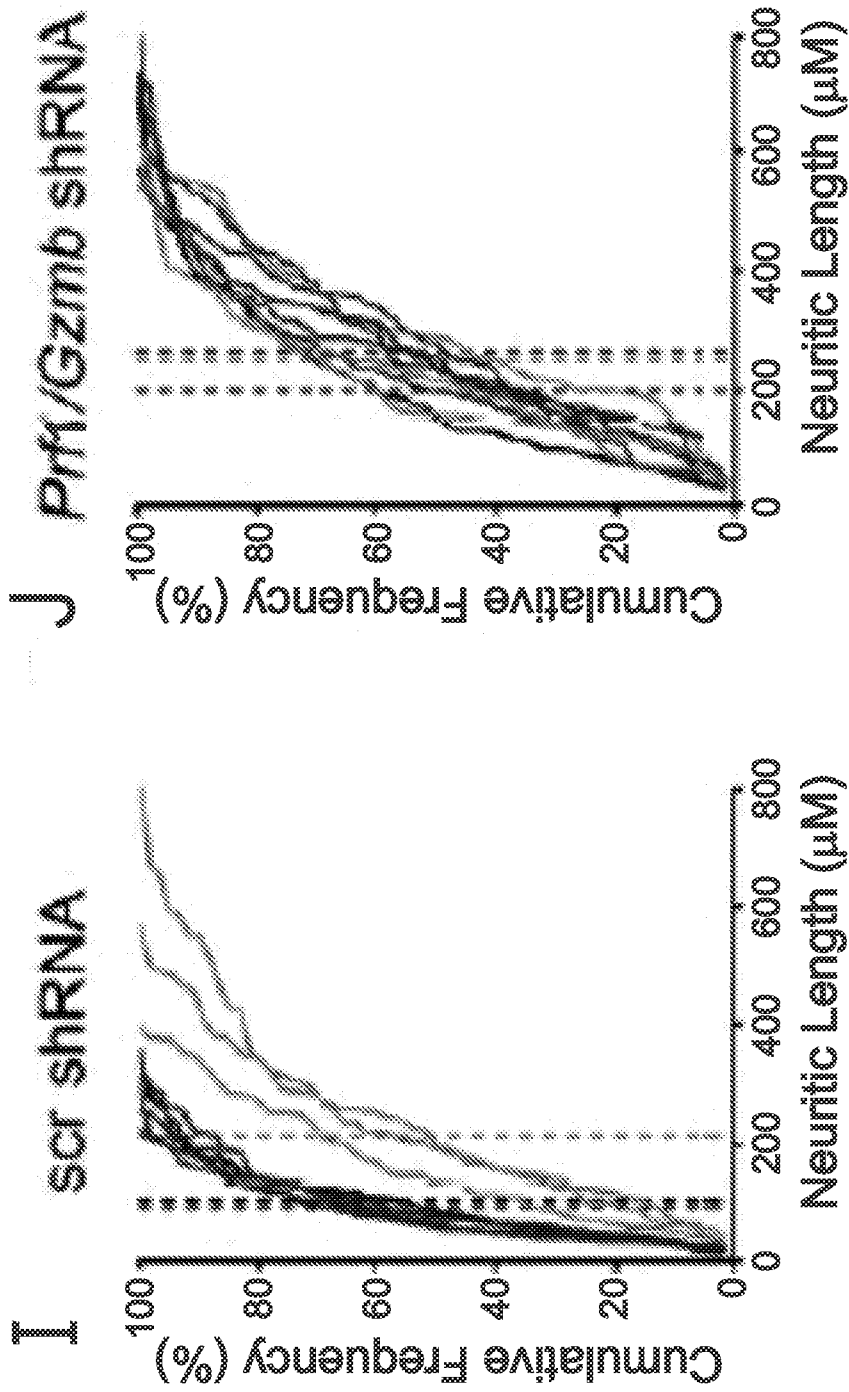 I
scr shRNA
Cumulative Frequency (%)
100
80
60
40
20
0
0
200
400
600
800
Neuritic Length (μM)
J
Prf1/Gzmb shRNA
Cumulative Frequency (%)
100
80
60
40
20
0
0
200
400
600
800
Neuritic Length (μM)